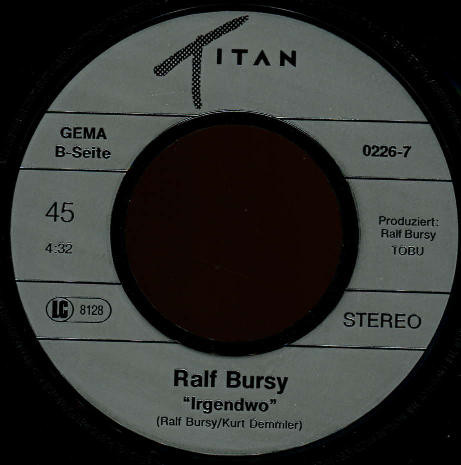 TITAN
GEMA
B-Seite
0226-7
45
4:32
Produziert:
Ralf Bursy
TOBU
LC 8128
STEREO
Ralf Bursy
"Irgendwo"
(Ralf Bursy/Kurt Demmler)